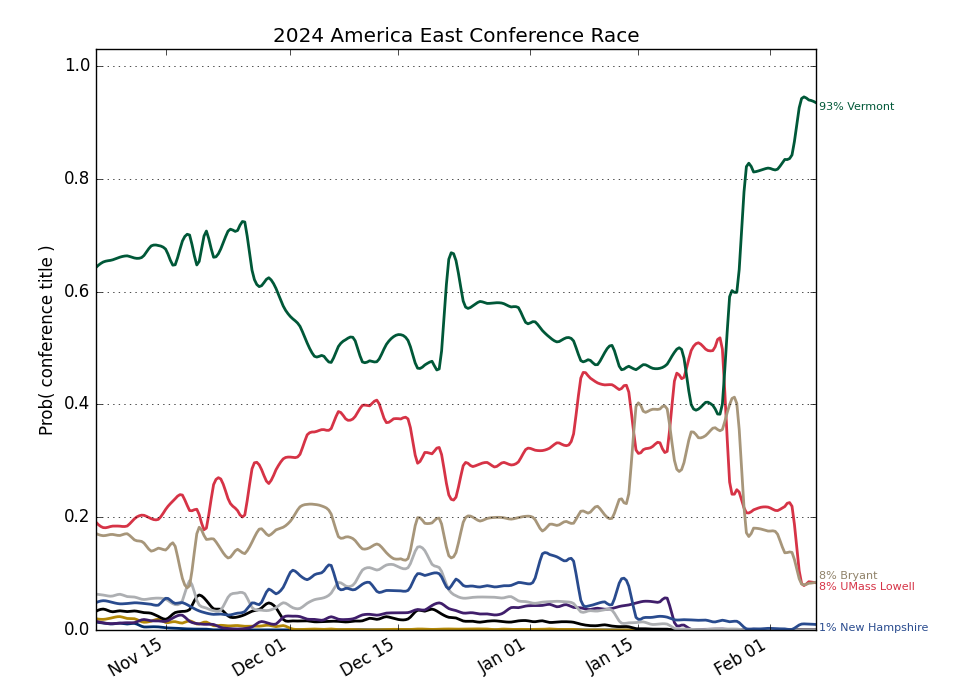 2024 America East Conference Race
Prob( conference title )
1.0
0.8
0.6
0.4
0.2
0.0
93% Vermont
8% Bryant
8% UMass Lowell
1% New Hampshire
Nov 15
Dec 01
Dec 15
Jan 01
Jan 15
Feb 01